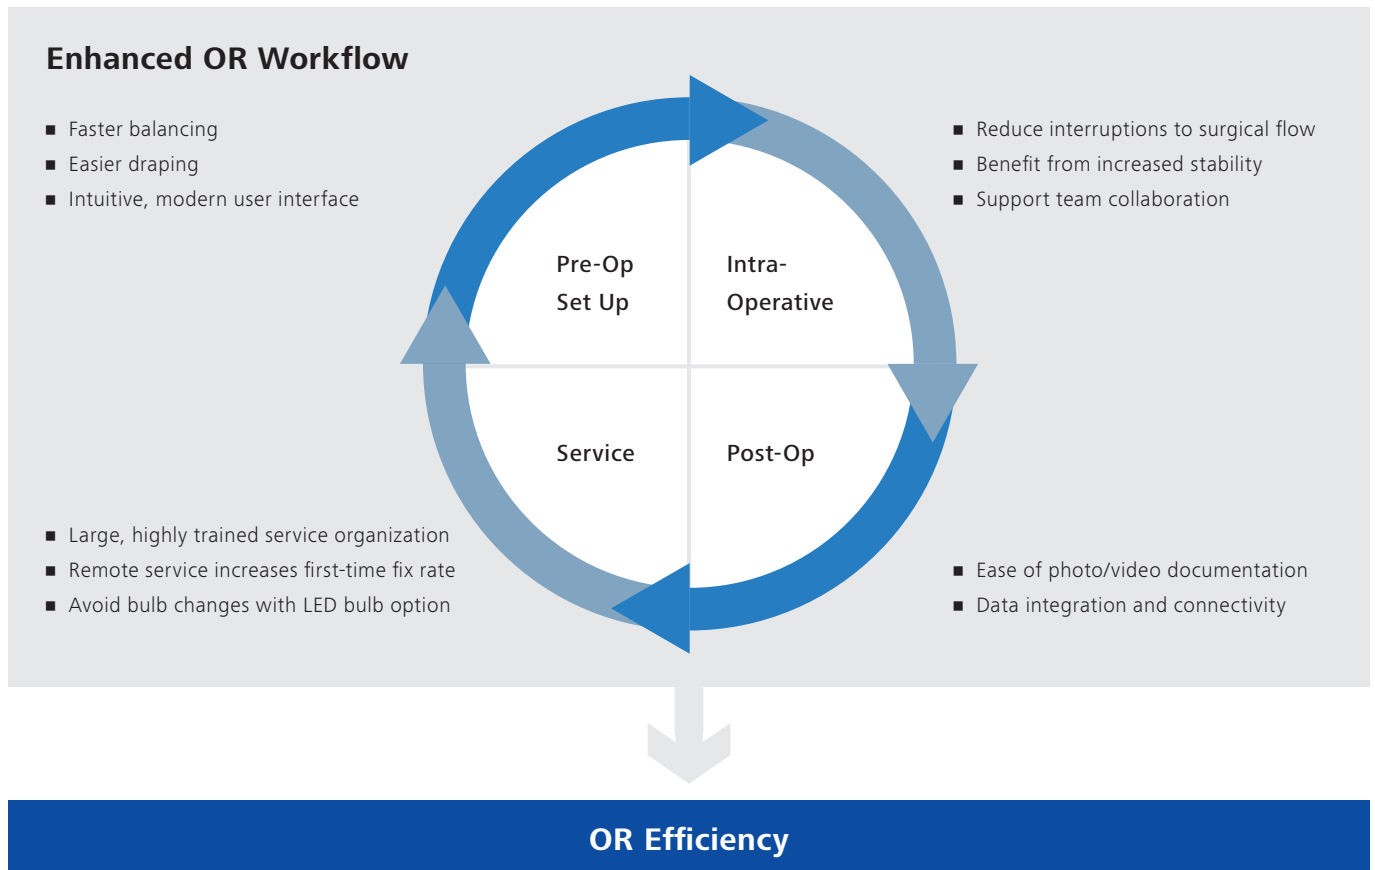 Enhanced OR Workflow
■ Faster balancing
■ Easier draping
■ Intuitive, modern user interface
■ Reduce interruptions to surgical flow
■ Benefit from increased stability
■ Support team collaboration
Pre-Op
Set Up
Intra-
Operative
Service
Post-Op
■ Large, highly trained service organization
■ Remote service increases first-time fix rate
■ Avoid bulb changes with LED bulb option
■ Ease of photo/video documentation
■ Data integration and connectivity
OR Efficiency